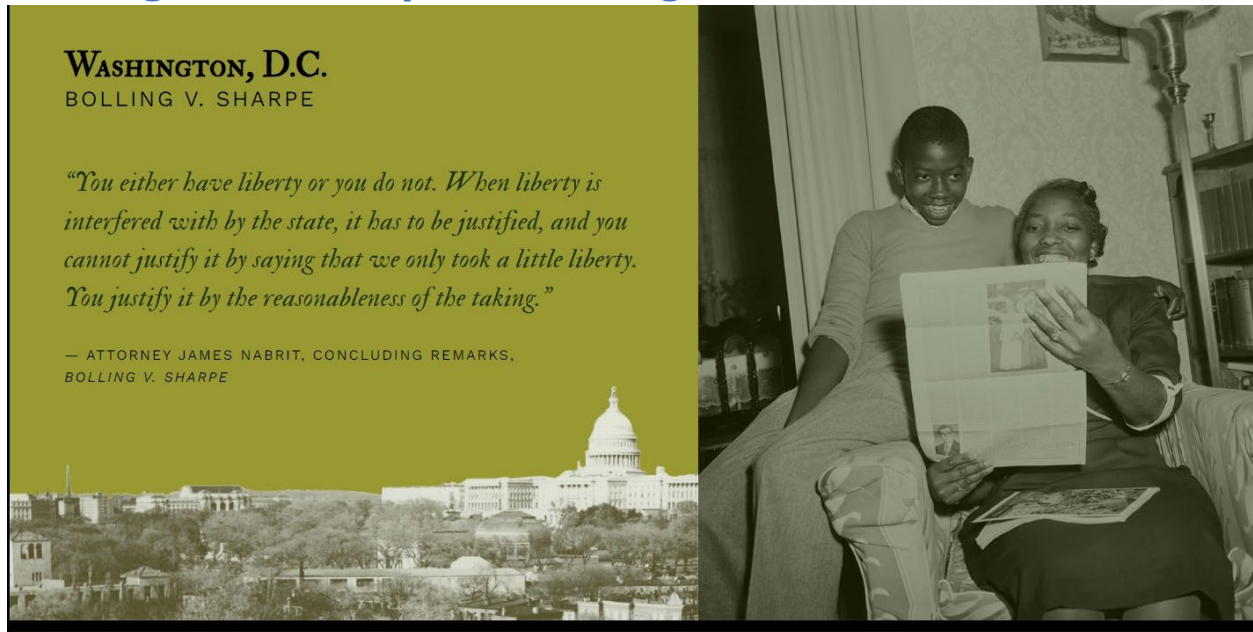 WASHINGTON, D.C.
BOLLING V. SHARPE
“You either have liberty or you do not. When liberty is
interfered with by the state, it has to be justified, and you
cannot justify it by saying that we only took a little liberty.
You justify it by the reasonableness of the taking.”
— ATTORNEY JAMES NABRIT, CONCLUDING REMARKS,
BOLLING V. SHARPE